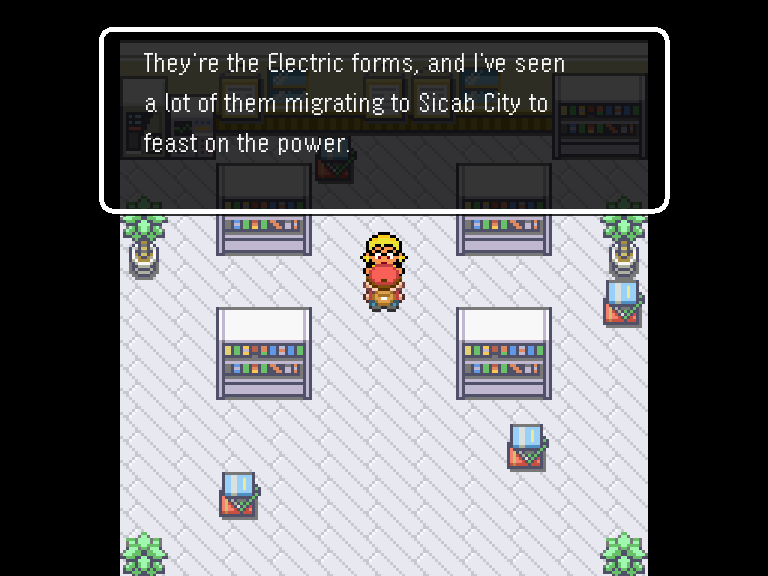 They're the Electric forms, and I've seen
a lot of them migrating to Sicab City to
feast on the power.